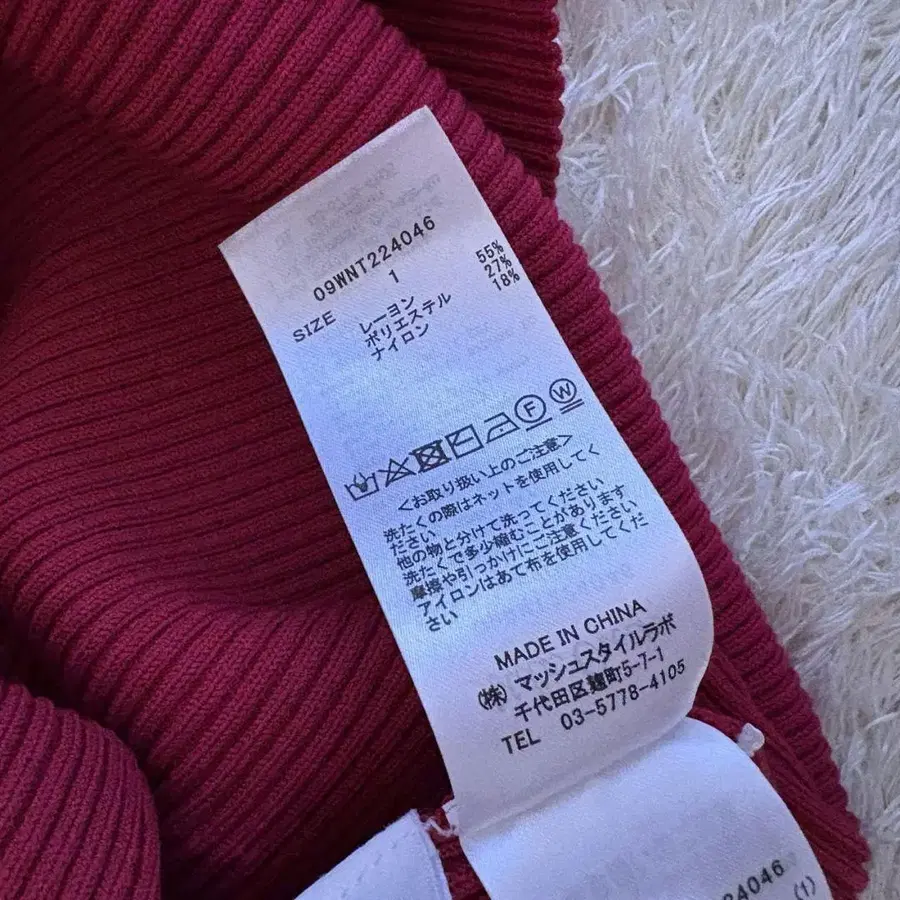 09WNT224046
SIZE 1
レーヨン 55%
ポリエステル 27%
ナイロン 18%
F W
<お取り扱い上のご注意>
洗たくの際はネットを使用してく
ださい
他の物と分けて洗ってください
洗たくで多少縮むことがあります
摩擦や引っかけにご注意ください
アイロンはあて布を使用してくだ
さい
MADE IN CHINA
(株) マッシュスタイルラボ
千代田区麹町5-7-1
TEL 03-5778-4105
24046
(1)